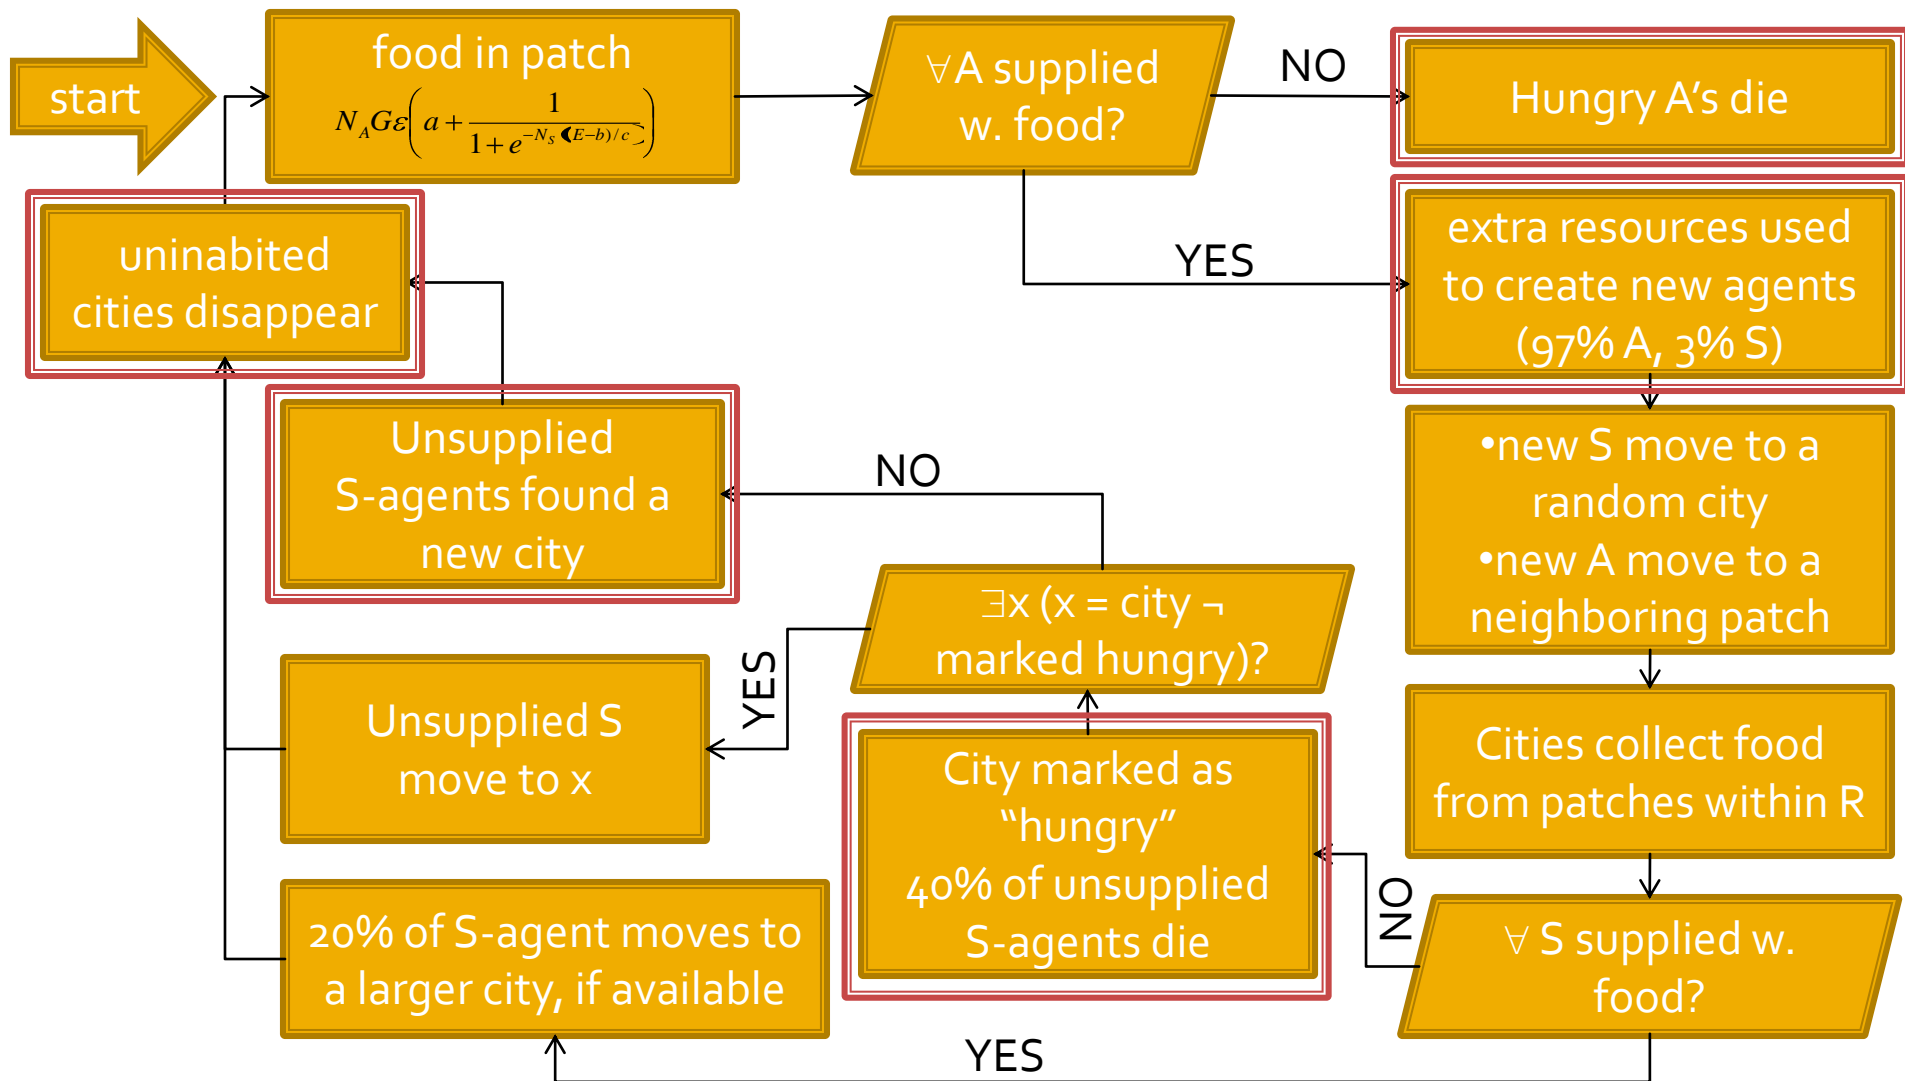 start
food in patch
N_A Gε(a + 1 / (1 + e^{-N_S (E-b)/c}))
∀A supplied
w. food?
NO
Hungry A's die
YES
extra resources used
to create new agents
(97% A, 3% S)
uninabited
cities disappear
•new S move to a
random city
•new A move to a
neighboring patch
Unsupplied
S-agents found a
new city
NO
∃x (x = city ¬
marked hungry)?
YES
Unsupplied S
move to x
Cities collect food
from patches within R
City marked as
“hungry”
40% of unsupplied
S-agents die
NO
∀ S supplied w.
food?
20% of S-agent moves to
a larger city, if available
YES